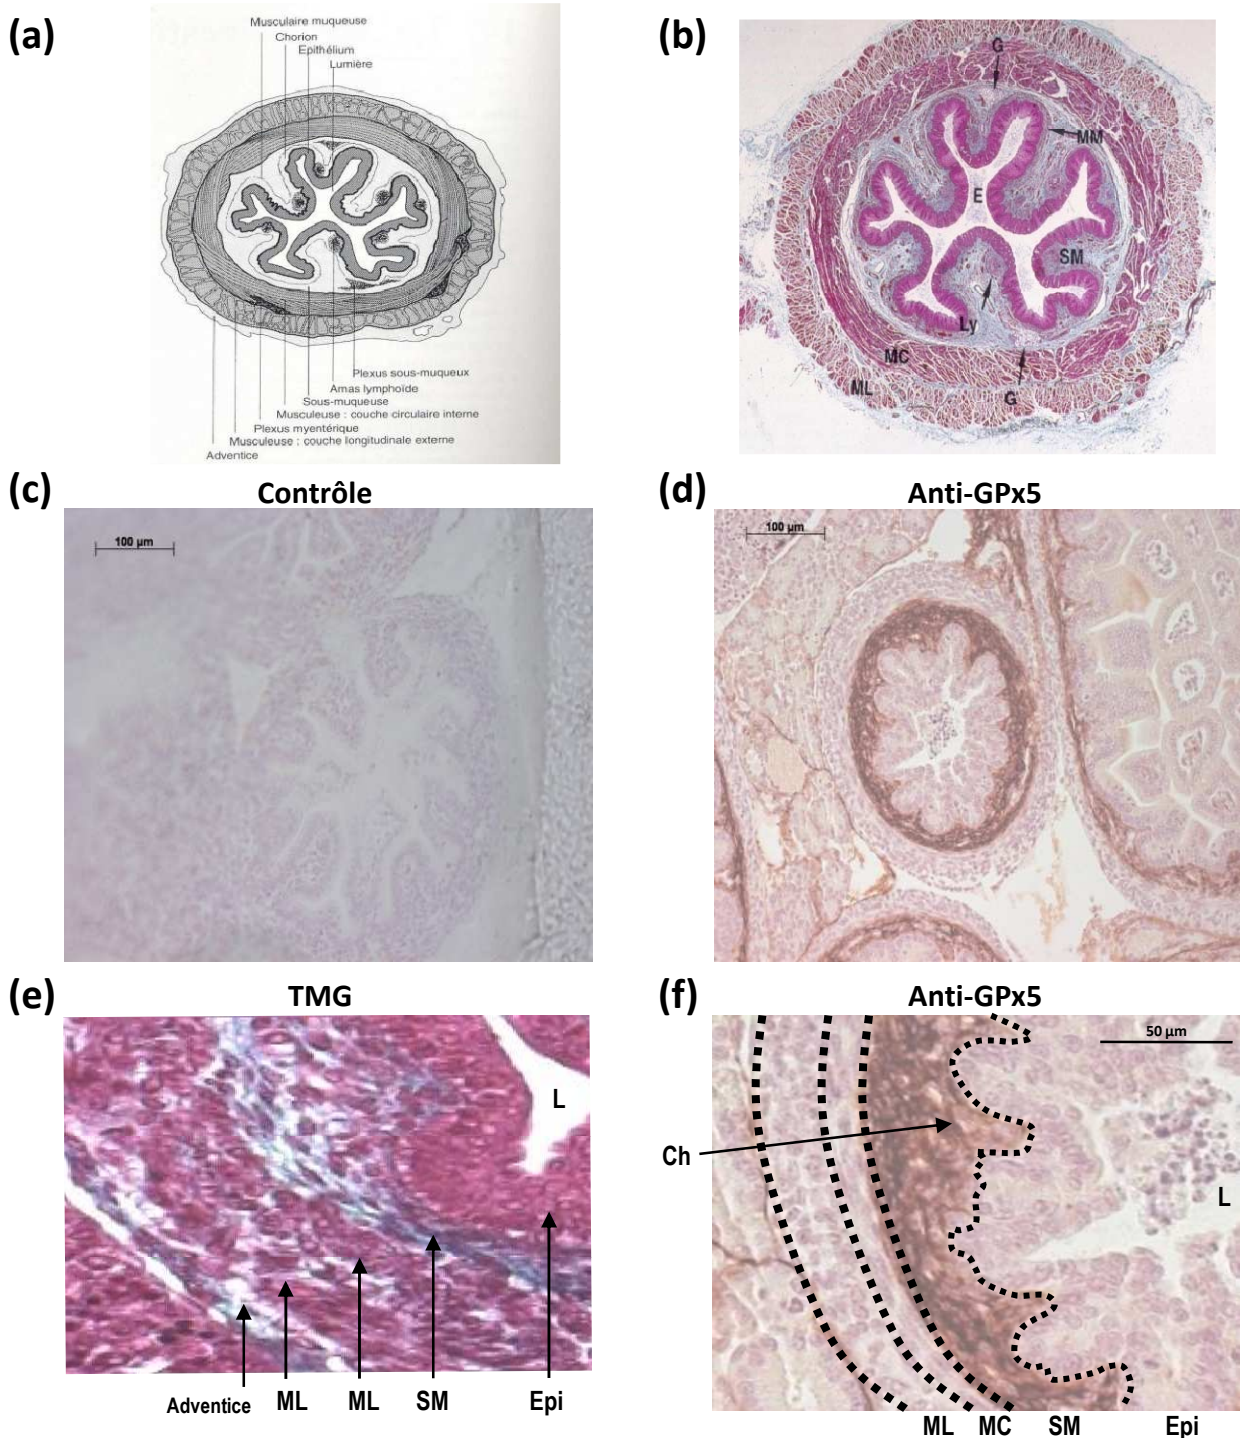 (a)
Musculaire muqueuse
Chorion
Epithélium
Lumière
Plexus sous-muqueux
Amas lymphoïde
Sous-muqueuse
Musculeuse : couche circulaire interne
Plexus myentérique
Musculeuse : couche longitudinale externe
Adventice
(b)
G
MM
E
SM
Ly
MC
ML
G
(c)
Contrôle
100 µm
(d)
Anti-GPx5
100 µm
(e)
TMG
L
Adventice ML ML SM Epi
(f)
Anti-GPx5
50 µm
Ch
L
ML MC SM Epi